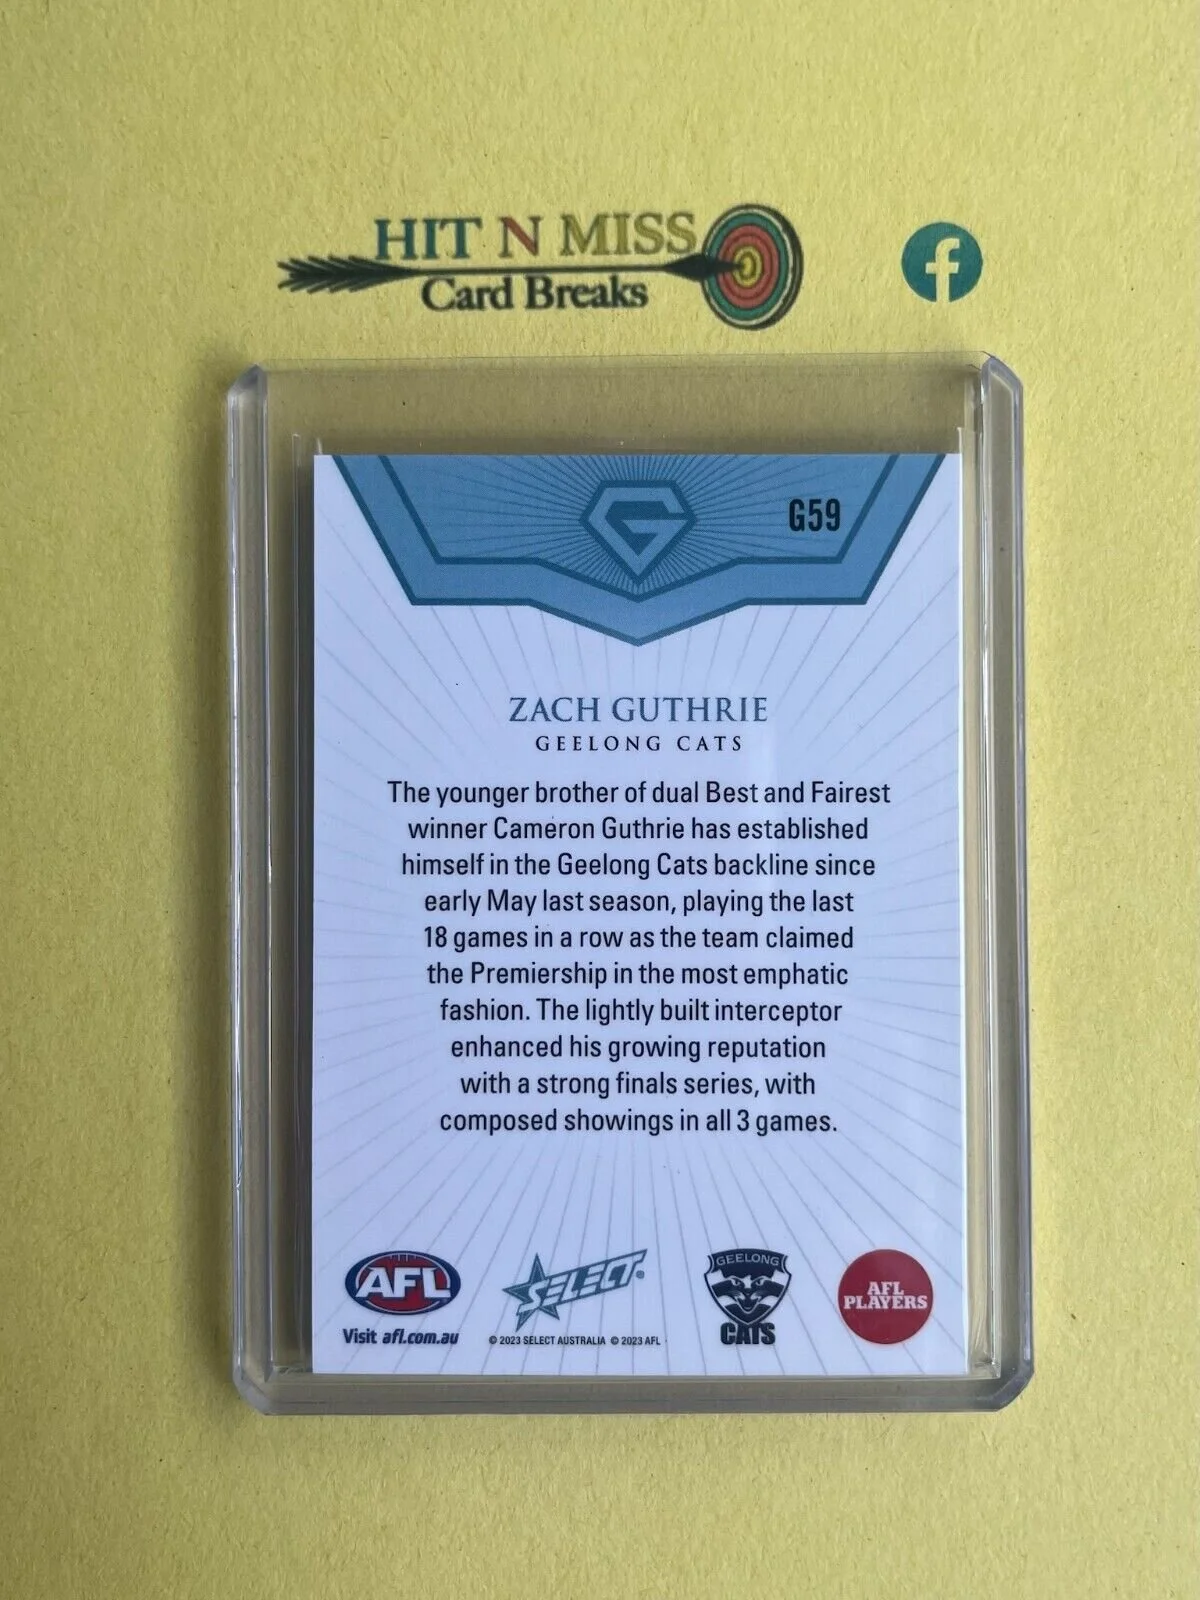 HIT N MISS
Card Breaks
f
G59
G
ZACH GUTHRIE
GEELONG CATS
The younger brother of dual Best and Fairest
winner Cameron Guthrie has established
himself in the Geelong Cats backline since
early May last season, playing the last
18 games in a row as the team claimed
the Premiership in the most emphatic
fashion. The lightly built interceptor
enhanced his growing reputation
with a strong finals series, with
composed showings in all 3 games.
AFL
Visit afl.com.au
SELECT
© 2023 SELECT AUSTRALIA © 2023 AFL
GEELONG
CATS
AFL
PLAYERS